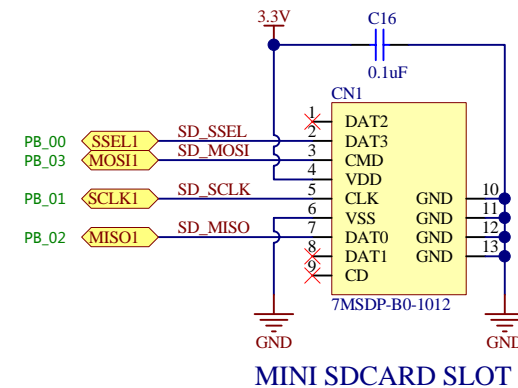 3.3V
C16
0.1uF
CN1
1 DAT2
PB_00 SSEL1 SD_SSEL 2 DAT3
PB_03 MOSI1 SD_MOSI 3 CMD
4 VDD
PB_01 SCLK1 SD_SCLK 5 CLK GND 10
6 VSS GND 11
PB_02 MISO1 SD_MISO 7 DAT0 GND 12
8 DAT1 GND 13
9 CD
7MSDP-B0-1012
GND GND
MINI SDCARD SLOT